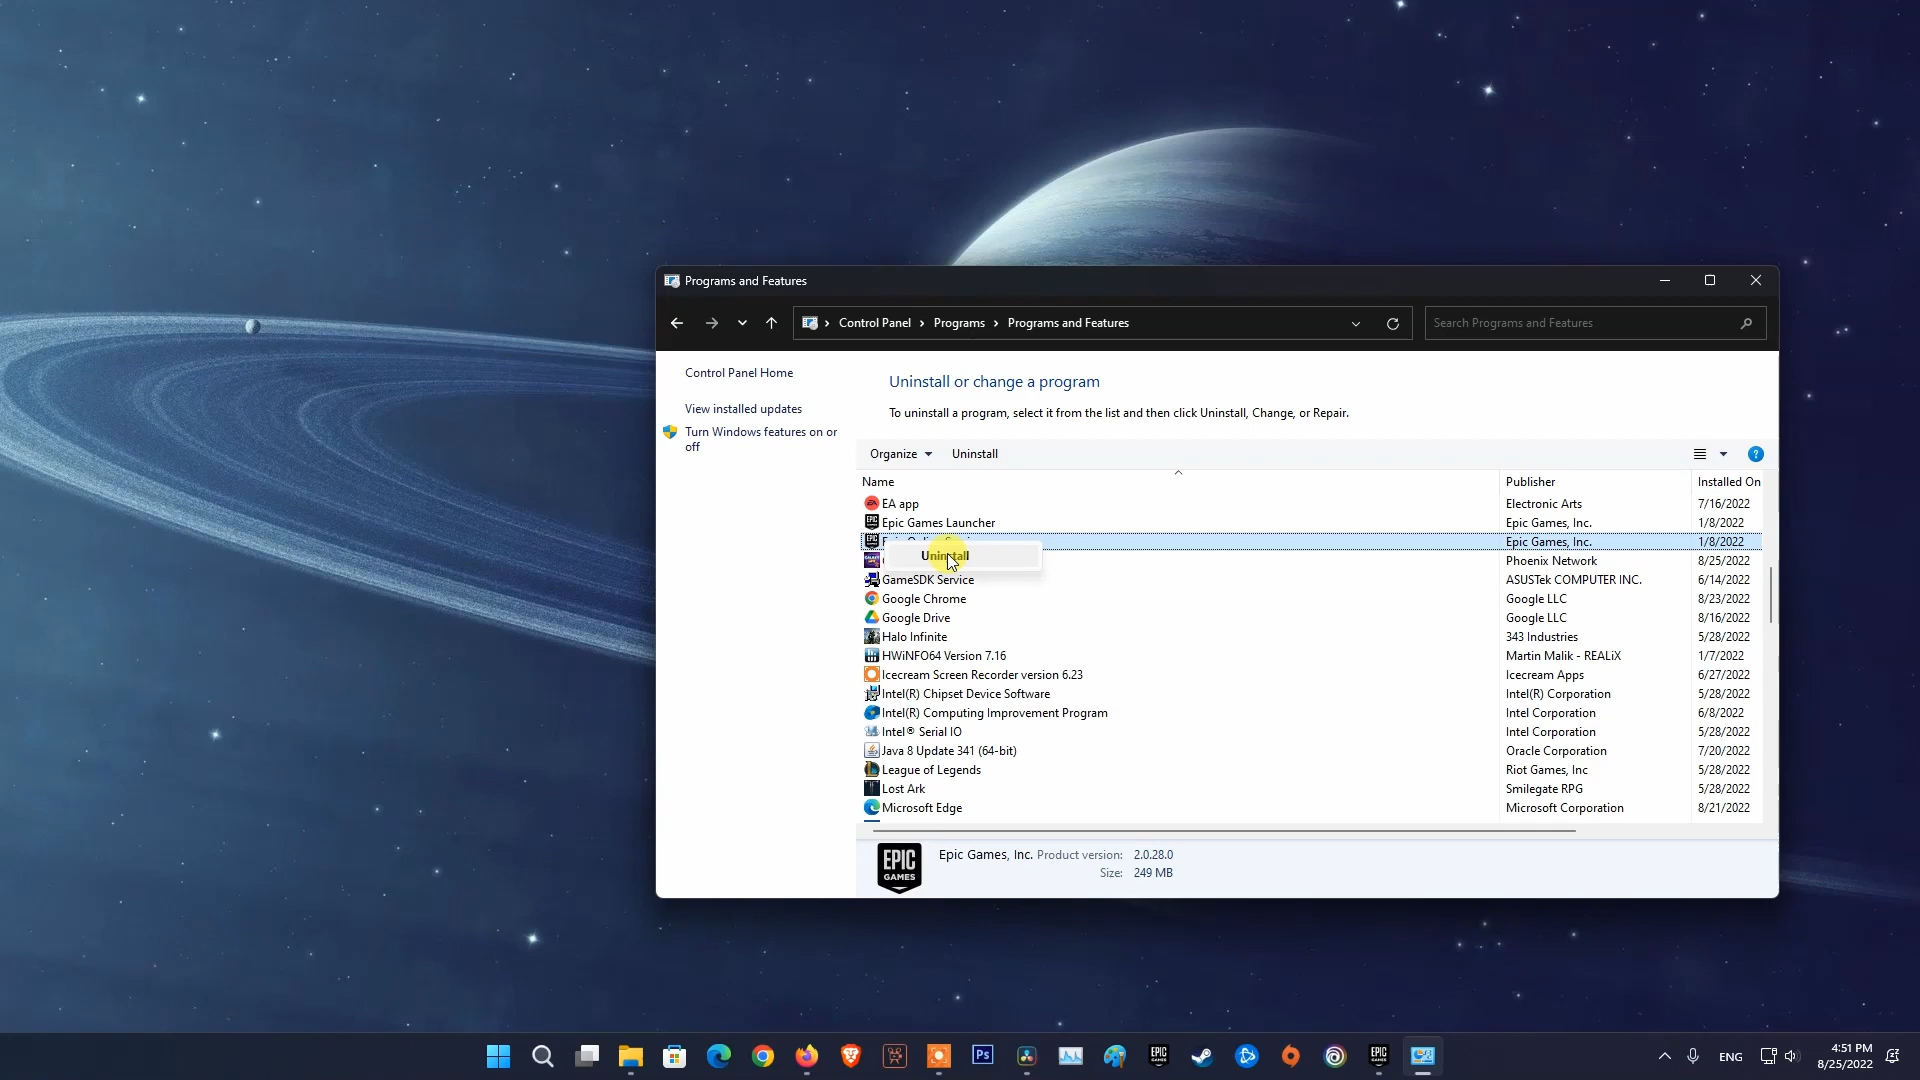 Programs and Features
Control Panel Programs Programs and Features
Search Programs and Features
Control Panel Home
View installed updates
Turn Windows features on or
off
Uninstall or change a program
To uninstall a program, select it from the list and then click Uninstall, Change, or Repair.
Organize Uninstall
Name Publisher Installed On
EA app Electronic Arts 7/16/2022
Epic Games Launcher Epic Games, Inc. 1/8/2022
Epic Games, Inc. 1/8/2022
Uninstall
Phoenix Network 8/25/2022
GameSDK Service ASUSTek COMPUTER INC. 6/14/2022
Google Chrome Google LLC 8/23/2022
Google Drive Google LLC 8/16/2022
Halo Infinite 343 Industries 5/28/2022
HWiNFO64 Version 7.16 Martin Malik - REALiX 1/7/2022
Icecream Screen Recorder version 6.23 Icecream Apps 6/27/2022
Intel(R) Chipset Device Software Intel(R) Corporation 5/28/2022
Intel(R) Computing Improvement Program Intel Corporation 6/8/2022
Intel® Serial IO Intel Corporation 5/28/2022
Java 8 Update 341 (64-bit) Oracle Corporation 7/20/2022
League of Legends Riot Games, Inc 5/28/2022
Lost Ark Smilegate RPG 5/28/2022
Microsoft Edge Microsoft Corporation 8/21/2022
EPIC
GAMES
Epic Games, Inc. Product version: 2.0.28.0
Size: 249 MB
Ps
ENG
4:51 PM
8/25/2022